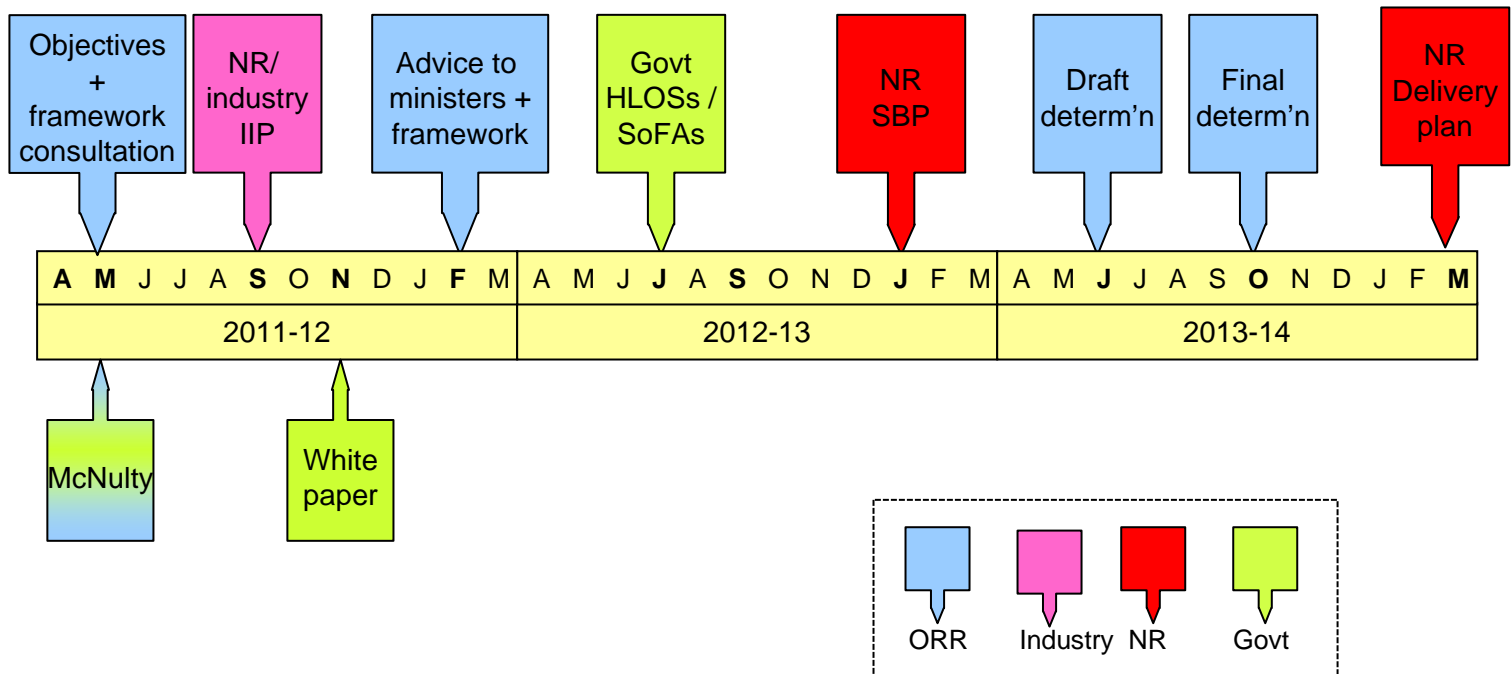 Objectives
+
framework
consultation
NR/
industry
IIP
Advice to
ministers +
framework
Govt
HLOSs /
SoFAs
NR
SBP
Draft
determ’n
Final
determ’n
NR
Delivery
plan
A M J J A S O N D J F M A M J J A S O N D J F M A M J J A S O N D J F M
2011-12 2012-13 2013-14
McNulty
White
paper
ORR Industry NR Govt